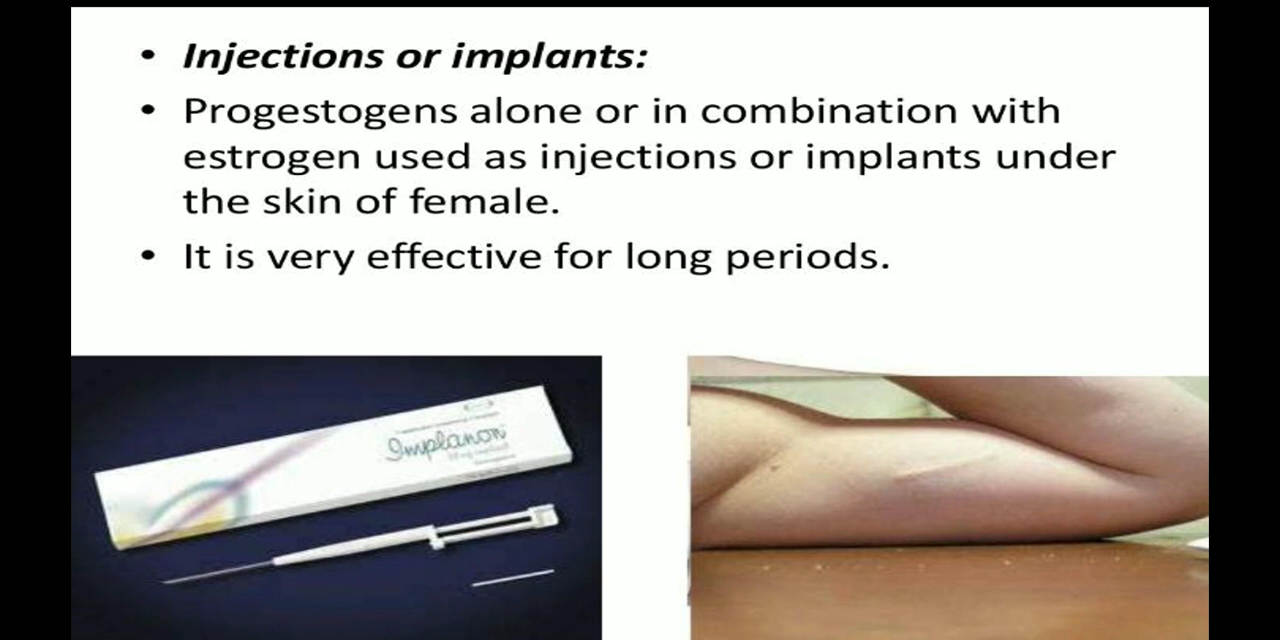 • Injections or implants:
• Progestogens alone or in combination with
estrogen used as injections or implants under
the skin of female.
• It is very effective for long periods.
Implanon